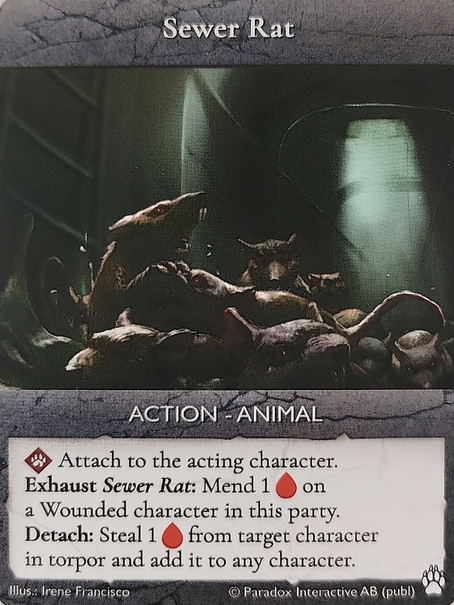 Sewer Rat
ACTION - ANIMAL
Attach to the acting character.
Exhaust Sewer Rat: Mend 1 on
a Wounded character in this party.
Detach: Steal 1 from target character
in torpor and add it to any character.
Illus.: Irene Francisco © Paradox Interactive AB (publ)